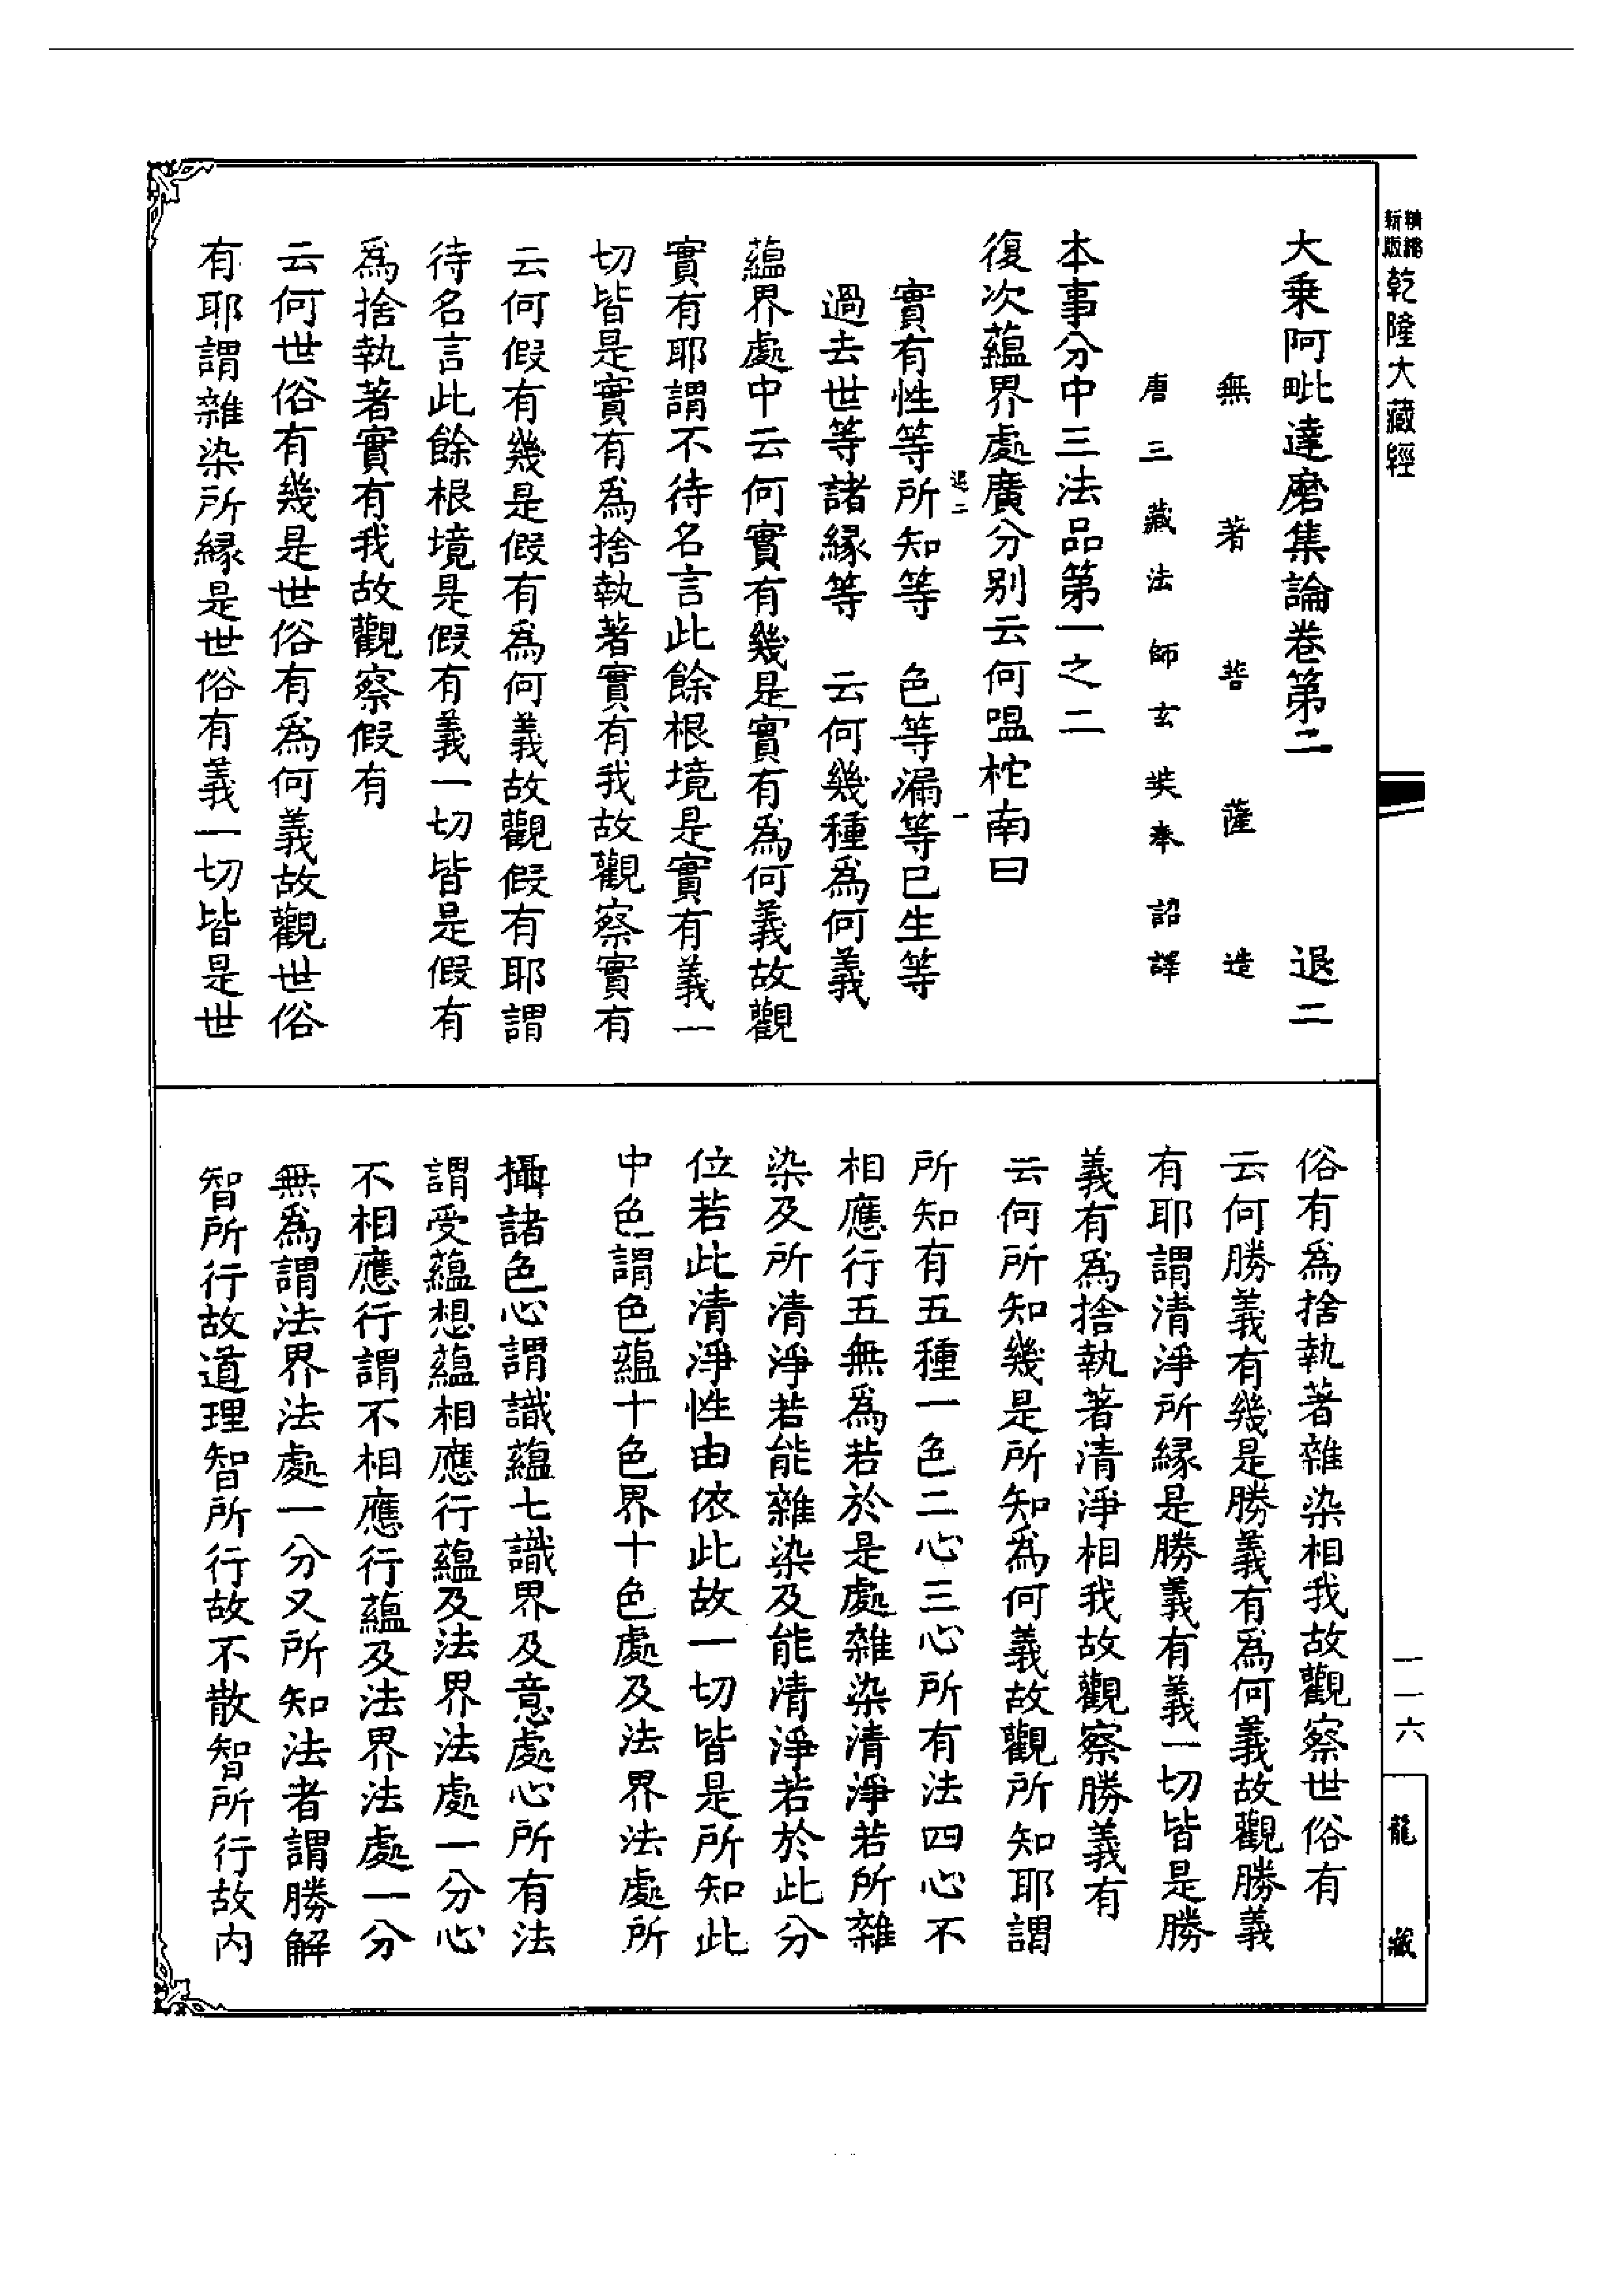 精縮新版乾隆大藏經
大乗阿毗達磨集論卷第二 退二
無著菩薩造
唐三藏法師玄奘奉詔譯
本事分中三法品第一之二
復次蘊界處廣分别云何嗢柁南曰
退二 一
實有性等所知等 色等漏等已生等
過去世等諸緣等 云何幾種爲何義
蘊界處中云何實有幾是實有爲何義故觀
實有耶謂不待名言此餘根境是實有義一
切皆是實有爲捨執著實有我故觀察實有
云何假有幾是假有爲何義故觀假有耶謂
待名言此餘根境是假有義一切皆是假有
爲捨執著實有我故觀察假有
云何世俗有幾是世俗有爲何義故觀世俗
有耶謂雜染所緣是世俗有義一切皆是世
俗有爲捨執著雜染相我故觀察世俗有
云何勝義有幾是勝義有爲何義故觀勝義
有耶謂清淨所緣是勝義有義一切皆是勝
義有爲捨執著清淨相我故觀察勝義有
云何所知幾是所知爲何義故觀所知耶謂
所知有五種一色二心三心所有法四心不
相應行五無爲若於是處雜染清淨若所雜
染及所清淨若能雜染及能清淨若於此分
位若此清淨性由依此故一切皆是所知此
中色謂色蘊十色界十色處及法界法處所
攝諸色心謂識蘊七識界及意處心所有法
謂受蘊想蘊相應行蘊及法界法處一分心
不相應行謂不相應行蘊及法界法處一分
無爲謂法界法處一分又所知法者謂勝解
智所行故道理智所行故不散智所行故内
一一六
龍藏